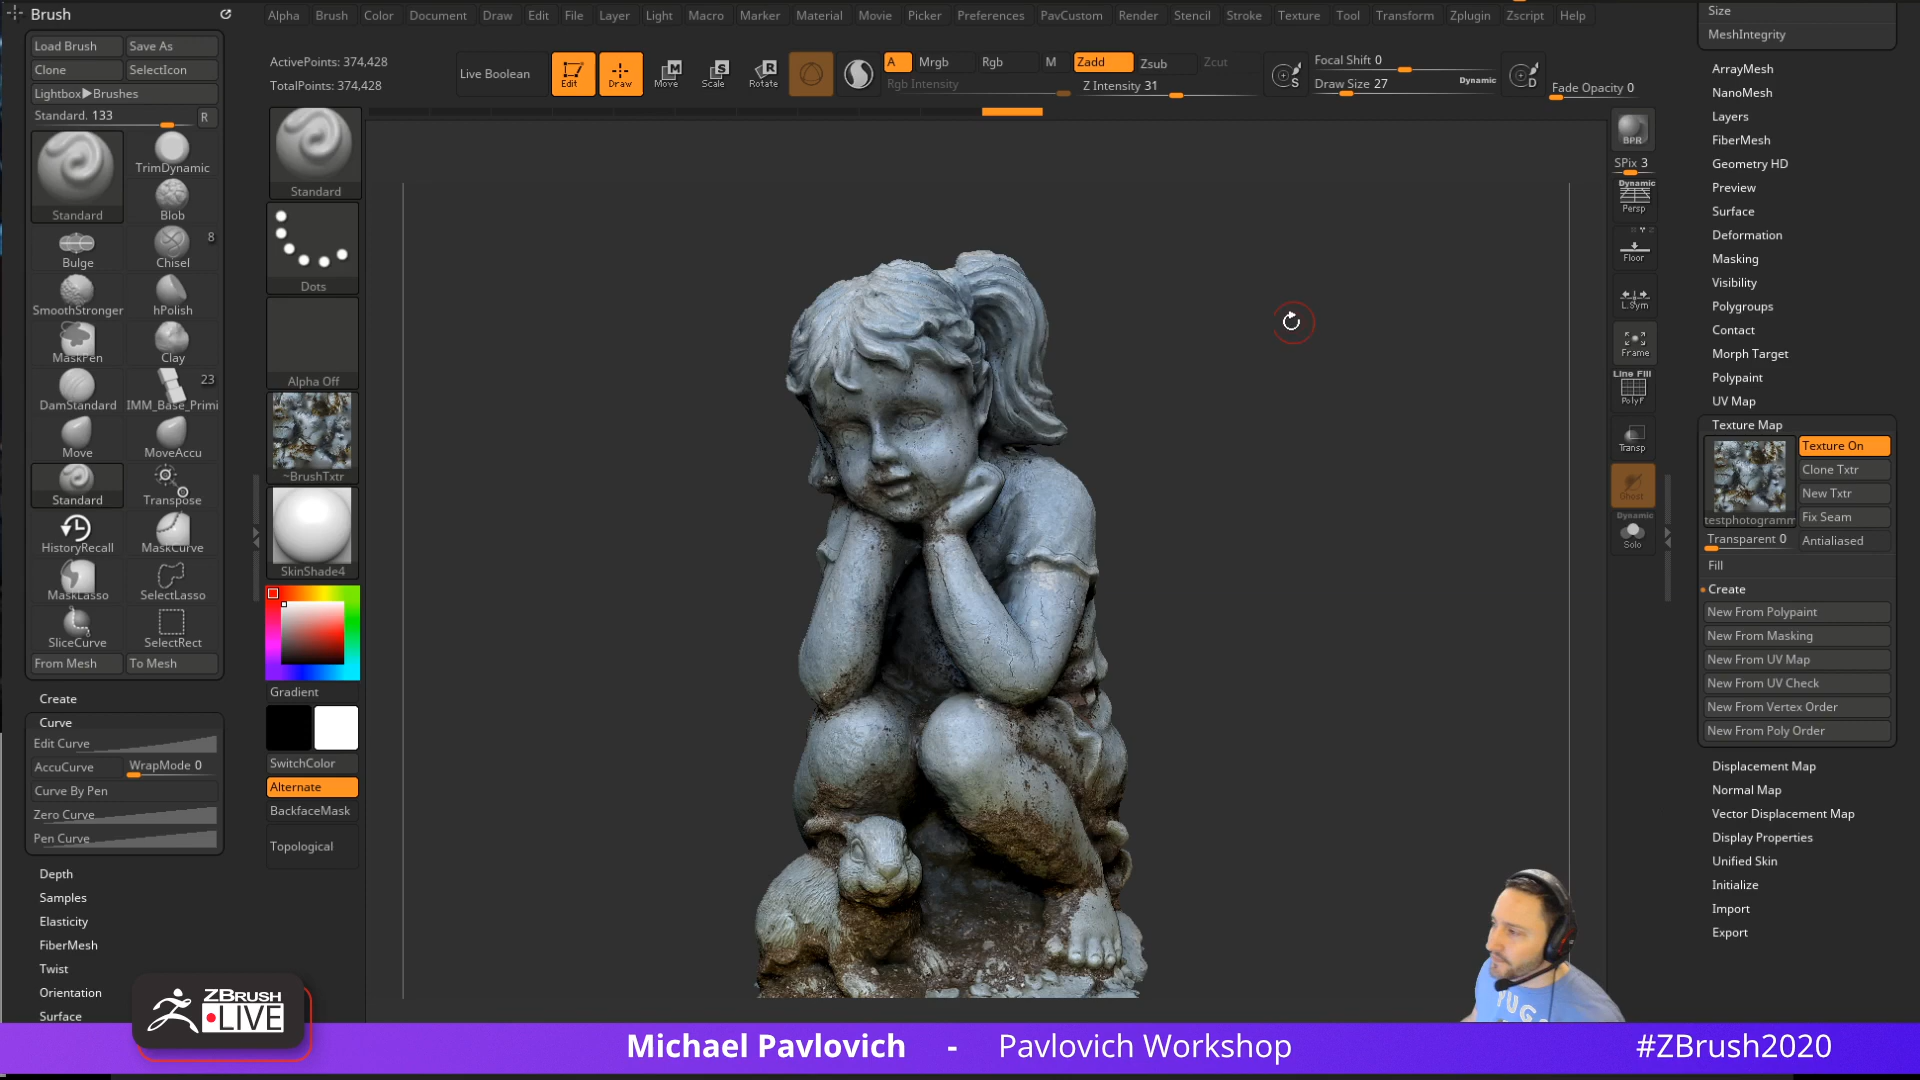 Brush
Load Brush
Save As
Clone
SelectIcon
Lightbox▶Brushes
Standard. 133
R
Standard
TrimDynamic
Blob
Bulge
Chisel
8
SmoothStronger
hPolish
MaskPen
Clay
DamStandard
IMM_Base_Primi
23
Move
MoveAccu
Standard
Transpose
HistoryRecall
MaskCurve
MaskLasso
SelectLasso
SliceCurve
SelectRect
From Mesh
To Mesh
Create
Curve
Edit Curve
AccuCurve
WrapMode 0
Curve By Pen
Zero Curve
Pen Curve
Depth
Samples
Elasticity
FiberMesh
Twist
Orientation
Surface
Alpha Brush Color Document Draw Edit File Layer Light Macro Marker Material Movie Picker Preferences PavCustom Render Stencil Stroke Texture Tool Transform Zplugin Zscript Help
ActivePoints: 374,428
TotalPoints: 374,428
Live Boolean
Edit
Draw
M
Move
S
Scale
R
Rotate
A
Mrgb
Rgb
M
Rgb Intensity
Zadd
Zsub
Zcut
Z Intensity 31
S
Focal Shift 0
Draw Size 27
Dynamic
D
Fade Opacity 0
Standard
Dots
Alpha Off
~BrushTxtr
SkinShade4
Gradient
SwitchColor
Alternate
BackfaceMask
Topological
BPR
SPix 3
Dynamic
Persp
Floor
L.Sym
Frame
Line Fill
PolyF
Transp
Ghost
Dynamic
Solo
Size
MeshIntegrity
ArrayMesh
NanoMesh
Layers
FiberMesh
Geometry HD
Preview
Surface
Deformation
Masking
Visibility
Polygroups
Contact
Morph Target
Polypaint
UV Map
Texture Map
Texture On
Clone Txtr
New Txtr
Fix Seam
testphotogramm
Transparent 0
Antialiased
Fill
Create
New From Polypaint
New From Masking
New From UV Map
New From UV Check
New From Vertex Order
New From Poly Order
Displacement Map
Normal Map
Vector Displacement Map
Display Properties
Unified Skin
Initialize
Import
Export
ZBRUSH
LIVE
Michael Pavlovich - Pavlovich Workshop
#ZBrush2020